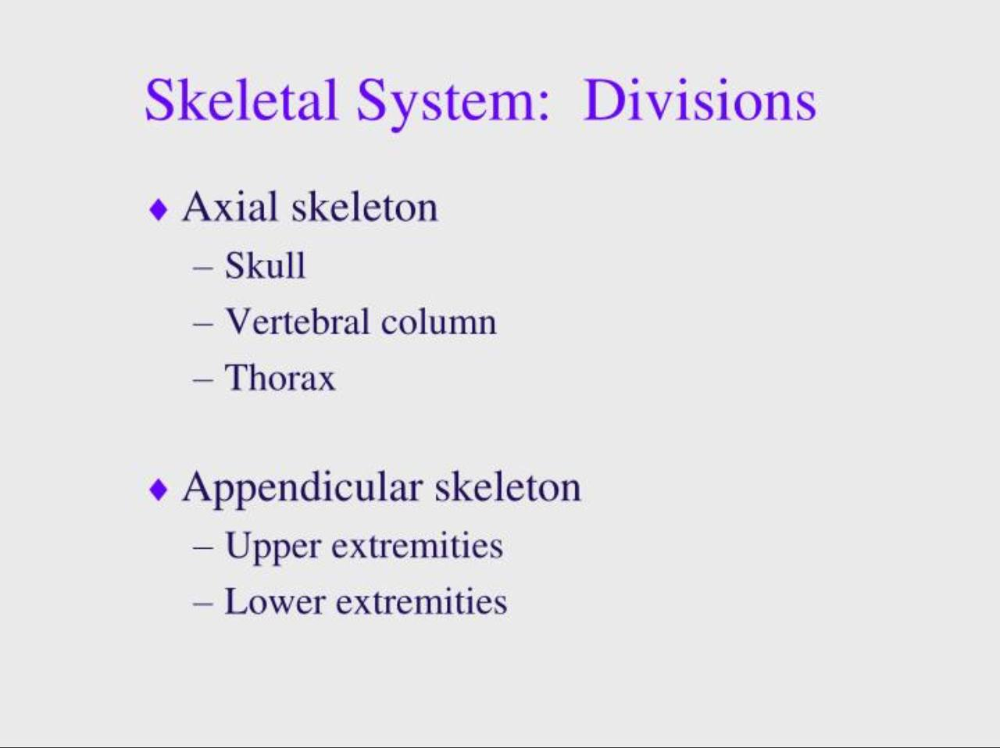 Skeletal System: Divisions
♦ Axial skeleton
– Skull
– Vertebral column
– Thorax
♦ Appendicular skeleton
– Upper extremities
– Lower extremities